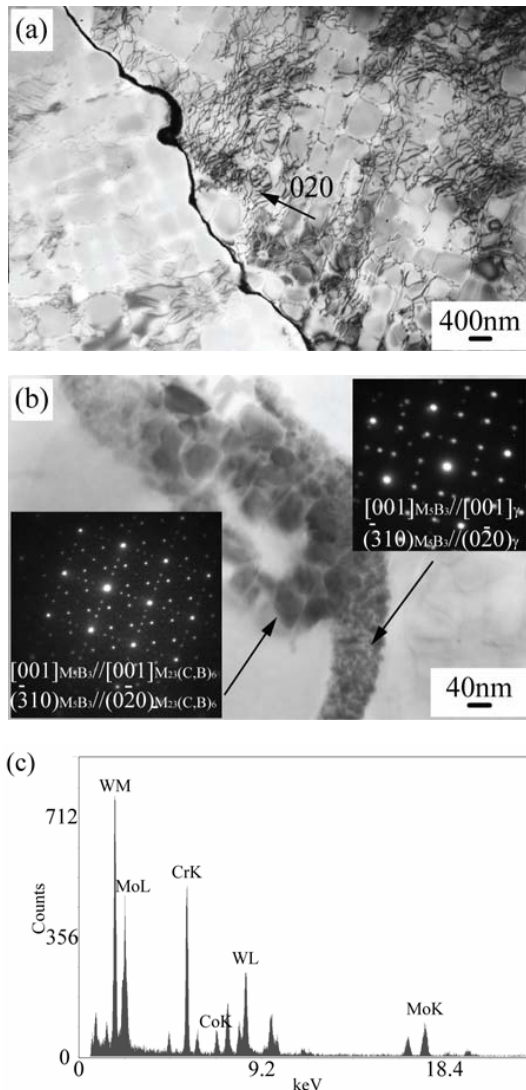 (a)
020
400nm
(b)
[001]M₅B₃//[001]γ
(3̄10)M₅B₃//(02̄0)γ
[001]M₅B₃//[001]M₂₃(C,B)₆
(3̄10)M₅B₃//(02̄0)M₂₃(C,B)₆
40nm
(c)
WM
712
MoL
CrK
Counts
356
WL
CoK
MoK
0
0
9.2
18.4
keV